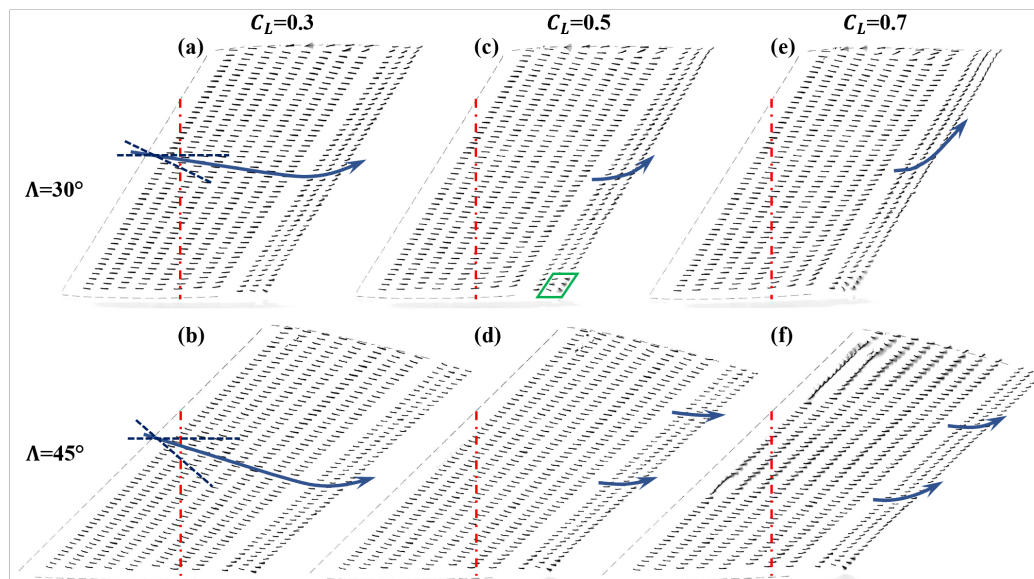 C_L=0.3 C_L=0.5 C_L=0.7
(a) (c) (e)
Λ=30°
(b) (d) (f)
Λ=45°